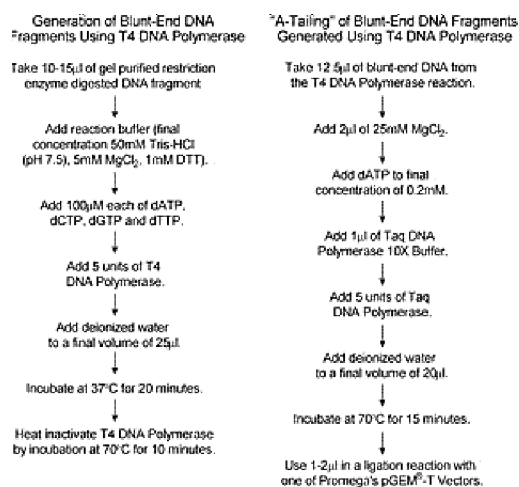 Generation of Blunt-End DNA
Fragments Using T4 DNA Polymerase
Take 10-15µl of gel purified restriction
enzyme digested DNA fragment
Add reaction buffer (final
concentration 50mM Tris-HCl
(pH 7.5), 5mM MgCl₂, 1mM DTT).
Add 100µM each of dATP,
dCTP, dGTP and dTTP.
Add 5 units of T4
DNA Polymerase.
Add deionized water
to a final volume of 25µl.
Incubate at 37°C for 20 minutes.
Heat inactivate T4 DNA Polymerase
by incubation at 70°C for 10 minutes.
"A-Tailing" of Blunt-End DNA Fragments
Generated Using T4 DNA Polymerase
Take 12.5µl of blunt-end DNA from
the T4 DNA Polymerase reaction.
Add 2µl of 25mM MgCl₂.
Add dATP to final
concentration of 0.2mM.
Add 1µl of Taq DNA
Polymerase 10X Buffer.
Add 5 units of Taq
DNA Polymerase.
Add deionized water
to a final volume of 20µl.
Incubate at 70°C for 15 minutes.
Use 1-2µl in a ligation reaction with
one of Promega's pGEM®-T Vectors.